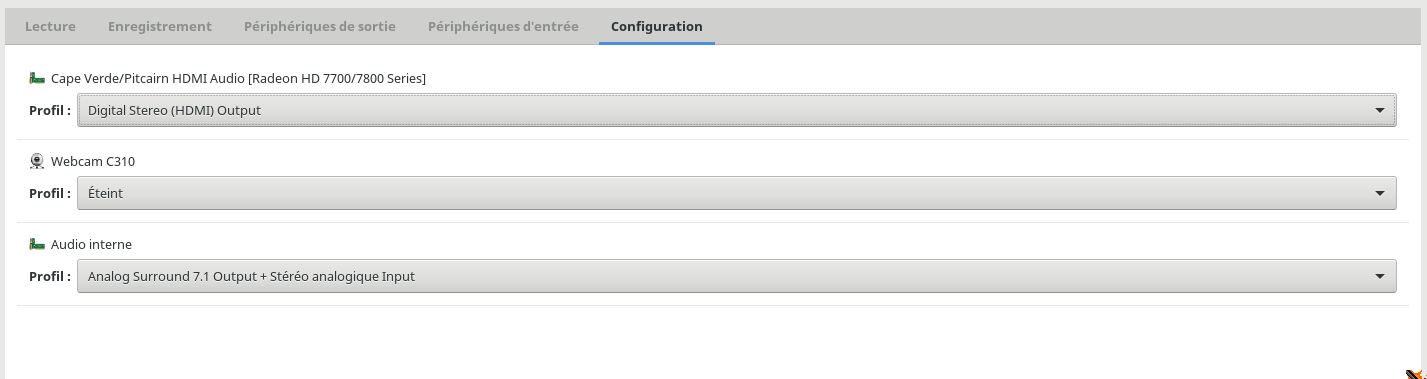 Lecture Enregistrement Périphériques de sortie Périphériques d'entrée Configuration
Cape Verde/Pitcairn HDMI Audio [Radeon HD 7700/7800 Series]
Profil : Digital Stereo (HDMI) Output
Webcam C310
Profil : Éteint
Audio interne
Profil : Analog Surround 7.1 Output + Stéréo analogique Input